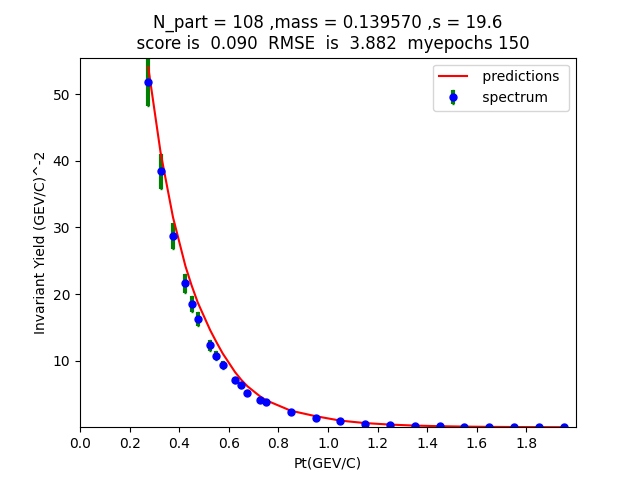 N_part = 108 ,mass = 0.139570 ,s = 19.6
score is  0.090  RMSE  is  3.882  myepochs 150
predictions
spectrum
Invariant Yield (GEV/C)^-2
50
40
30
20
10
0.0 0.2 0.4 0.6 0.8 1.0 1.2 1.4 1.6 1.8
Pt(GEV/C)